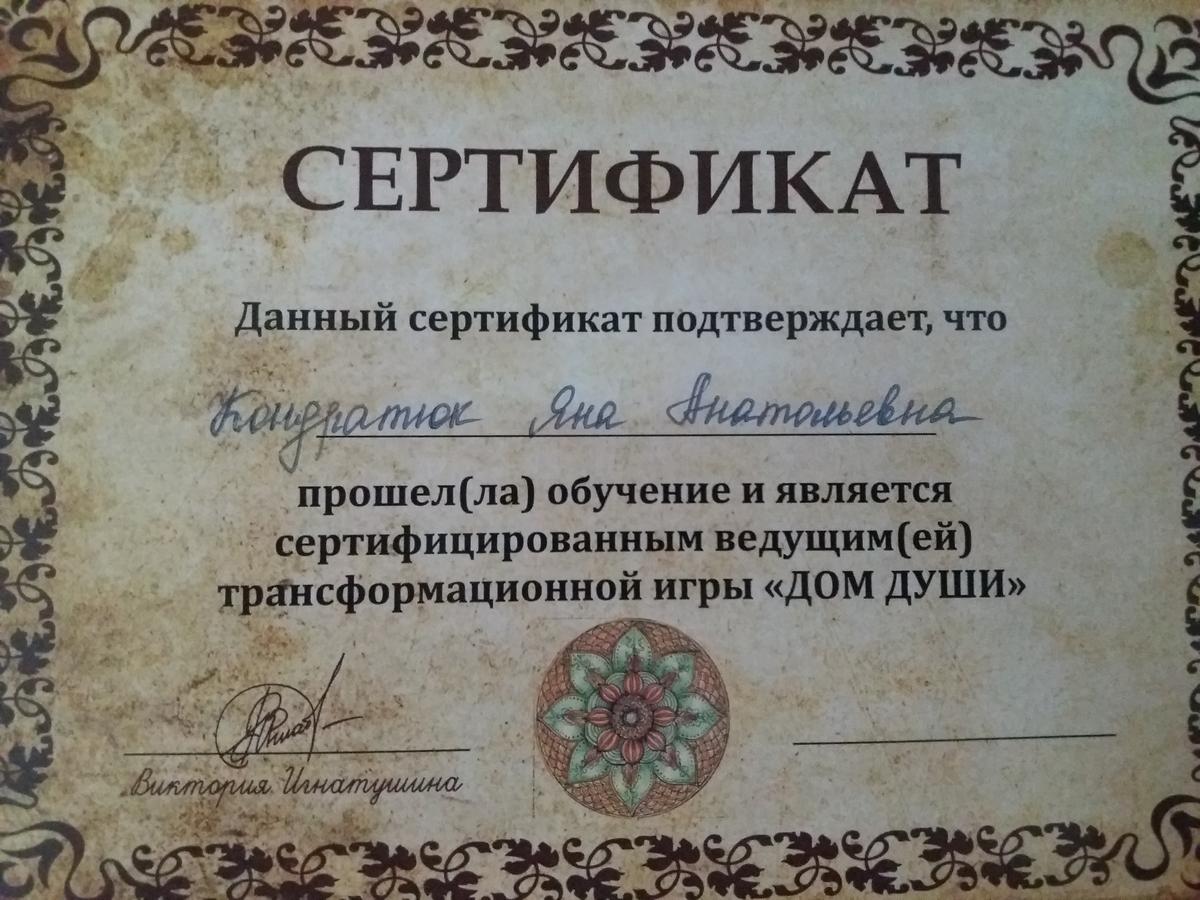 СЕРТИФИКАТ
Данный сертификат подтверждает, что
Кондратюк Яна Анатольевна
прошел(ла) обучение и является
сертифицированным ведущим(ей)
трансформационной игры «ДОМ ДУШИ»
Виктория Игнатушина